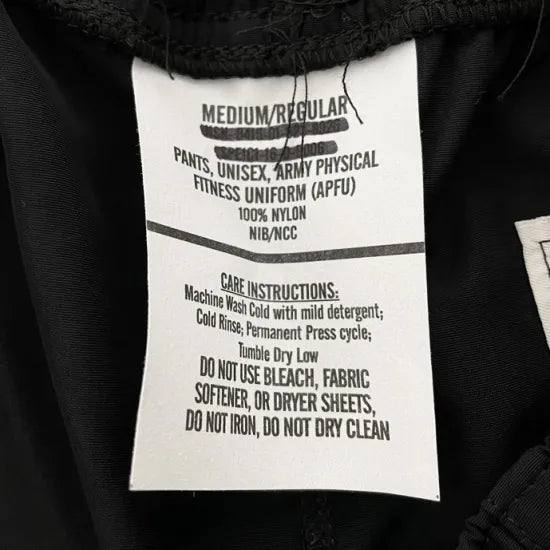 MEDIUM/REGULAR
PANTS, UNISEX, ARMY PHYSICAL
FITNESS UNIFORM (APFU)
100% NYLON
NIB/NCC
CARE INSTRUCTIONS:
Machine Wash Cold with mild detergent;
Cold Rinse; Permanent Press cycle;
Tumble Dry Low
DO NOT USE BLEACH, FABRIC
SOFTENER, OR DRYER SHEETS,
DO NOT IRON, DO NOT DRY CLEAN